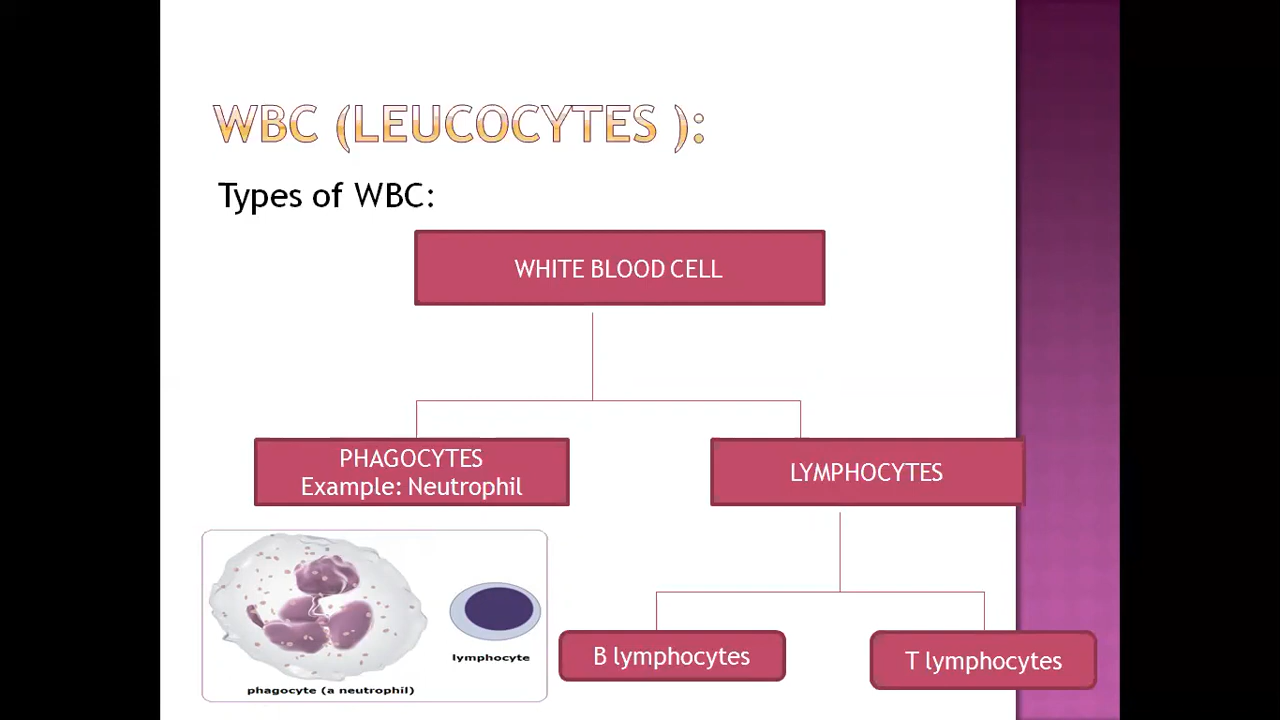 WBC (LEUCOCYTES ):
Types of WBC:
WHITE BLOOD CELL
PHAGOCYTES
Example: Neutrophil
LYMPHOCYTES
lymphocyte
phagocyte (a neutrophil)
B lymphocytes
T lymphocytes